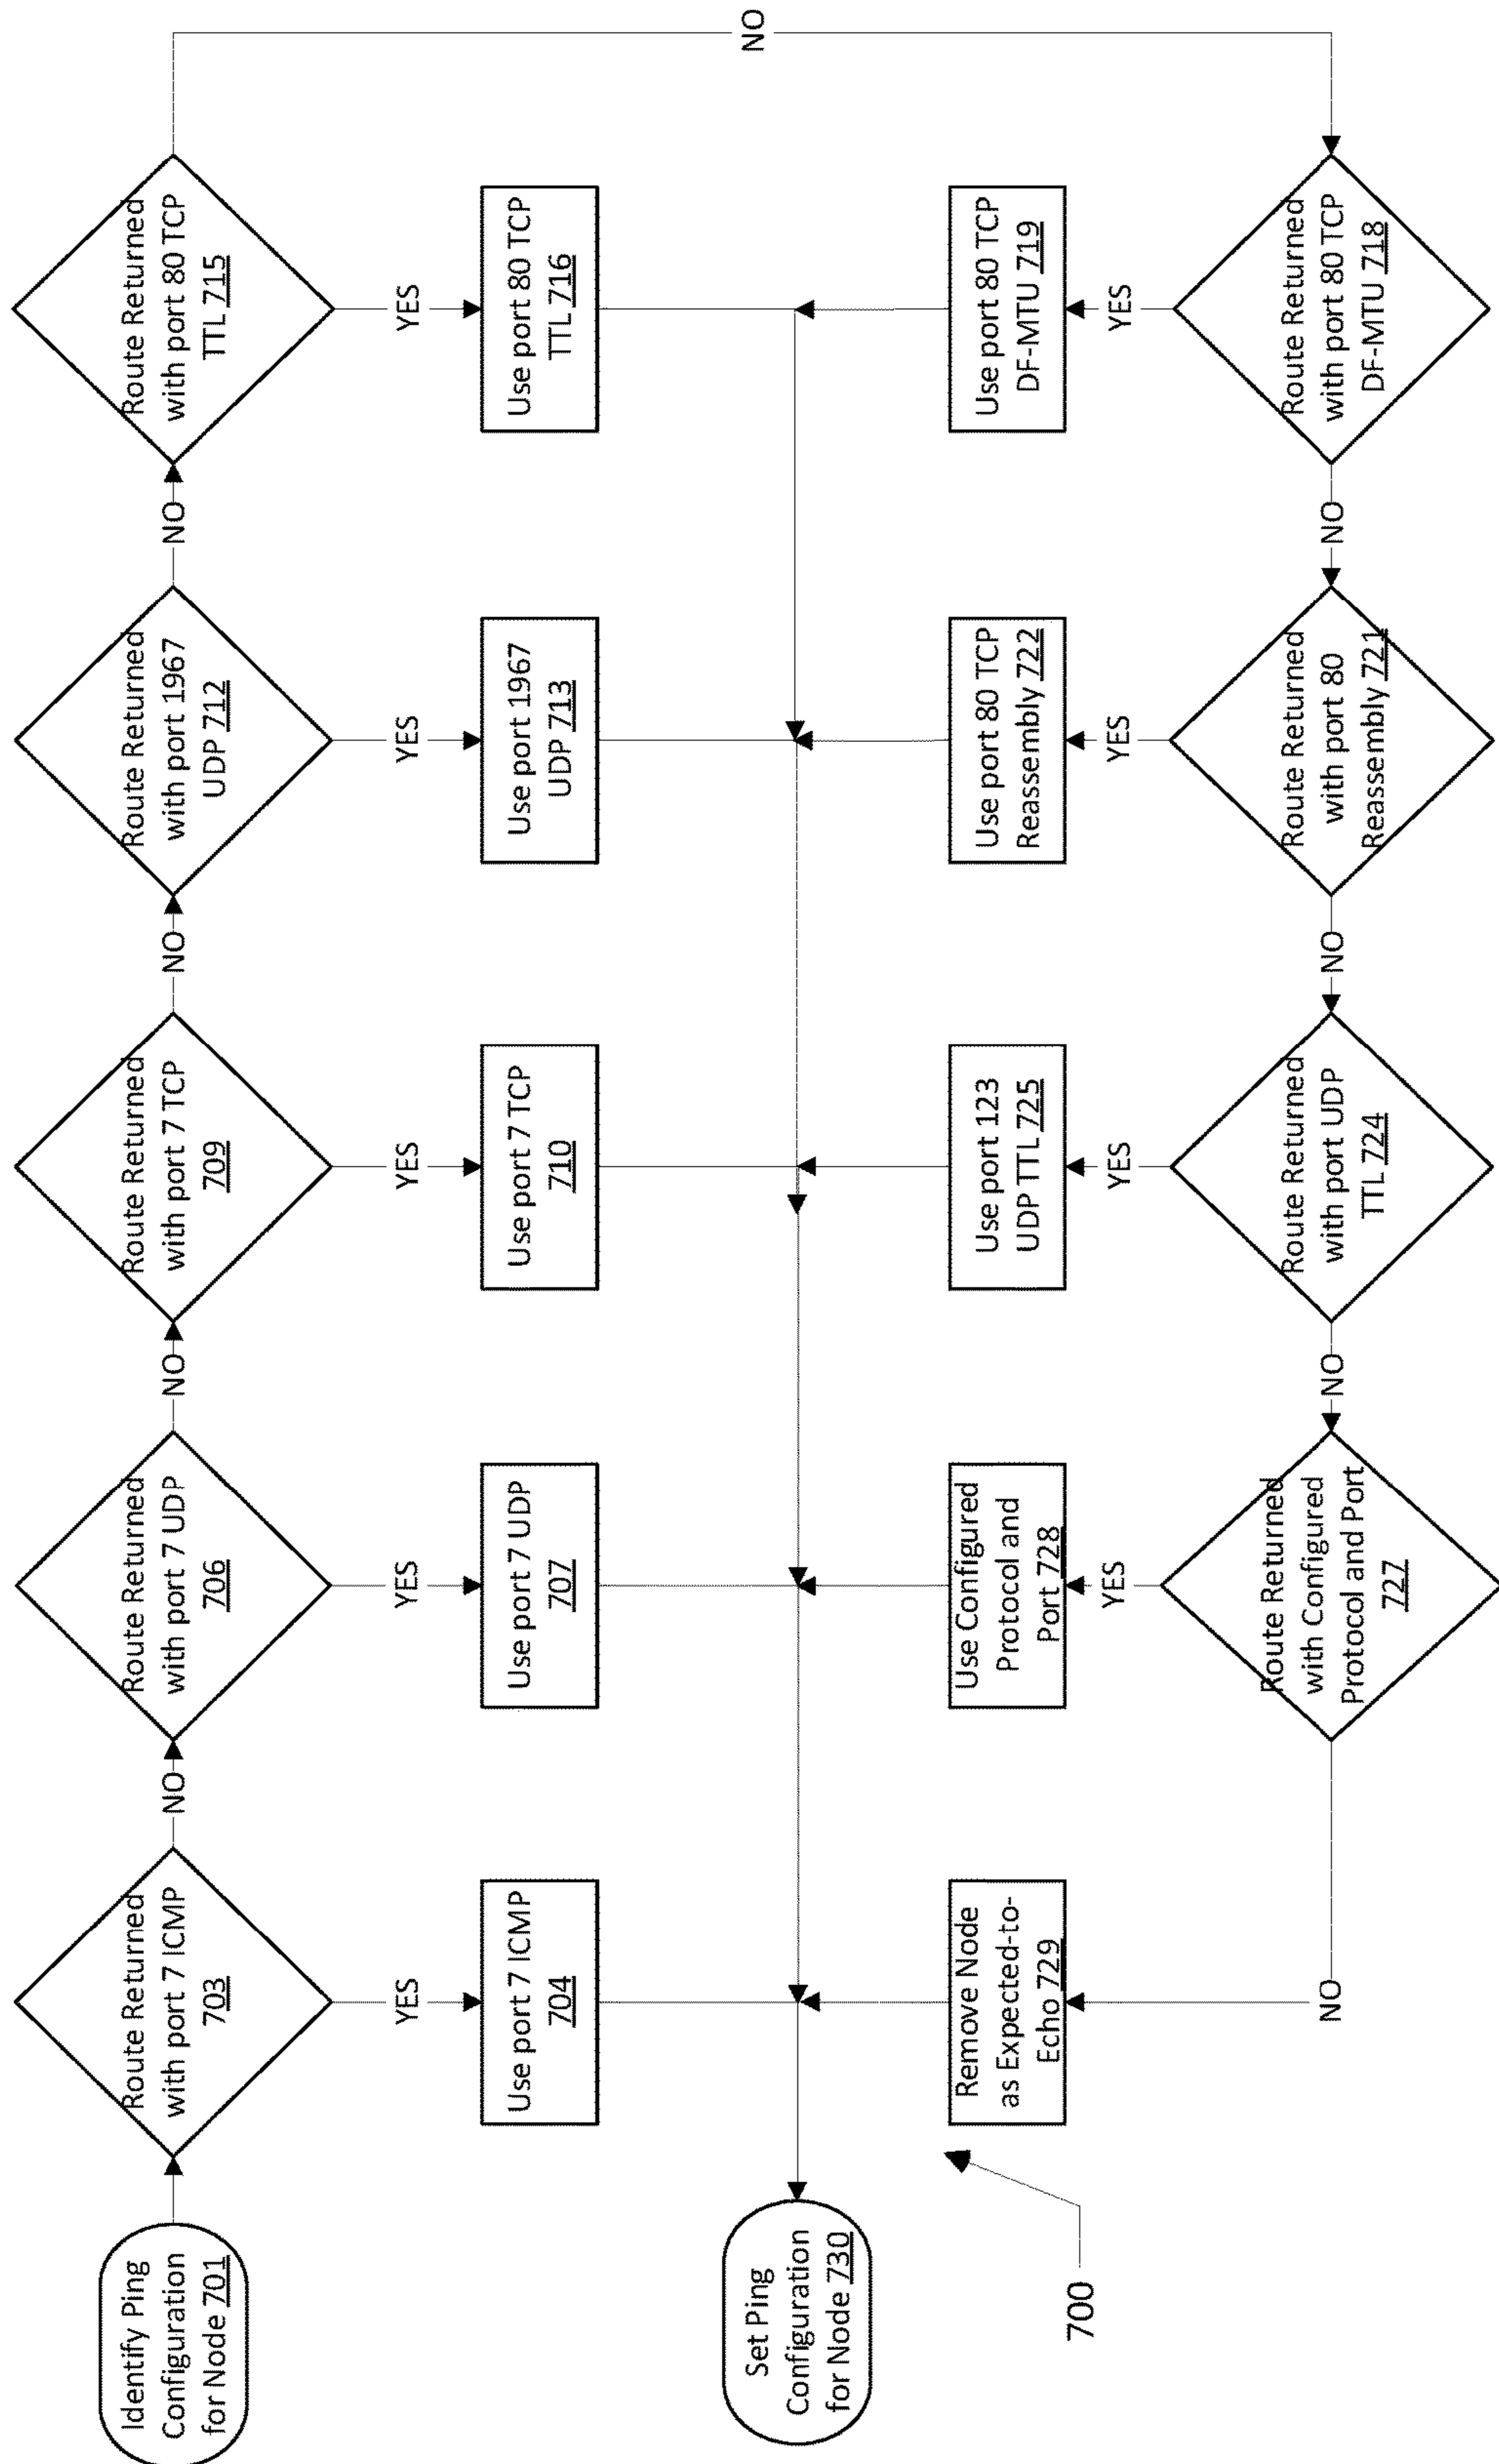 Identify Ping
Configuration
for Node 701
Route Returned
with port 7 ICMP
703
NO
Route Returned
with port 7 UDP
706
NO
Route Returned
with port 7 TCP
709
NO
Route Returned
with port 1967
UDP 712
NO
Route Returned
with port 80 TCP
TTL 715
YES
YES
YES
YES
YES
Use port 7 ICMP
704
Use port 7 UDP
707
Use port 7 TCP
710
Use port 1967
UDP 713
Use port 80 TCP
TTL 716
NO
Set Ping
Configuration
for Node 730
Remove Node
as Expected-to-
Echo 729
Use Configured
Protocol and
Port 728
Use port 123
UDP TTL 725
Use port 80 TCP
Reassembly 722
Use port 80 TCP
DF-MTU 719
700
YES
YES
YES
YES
NO
Route Returned
with Configured
Protocol and Port
727
NO
Route Returned
with port UDP
TTL 724
NO
Route Returned
with port 80
Reassembly 721
NO
Route Returned
with port 80 TCP
DF-MTU 718